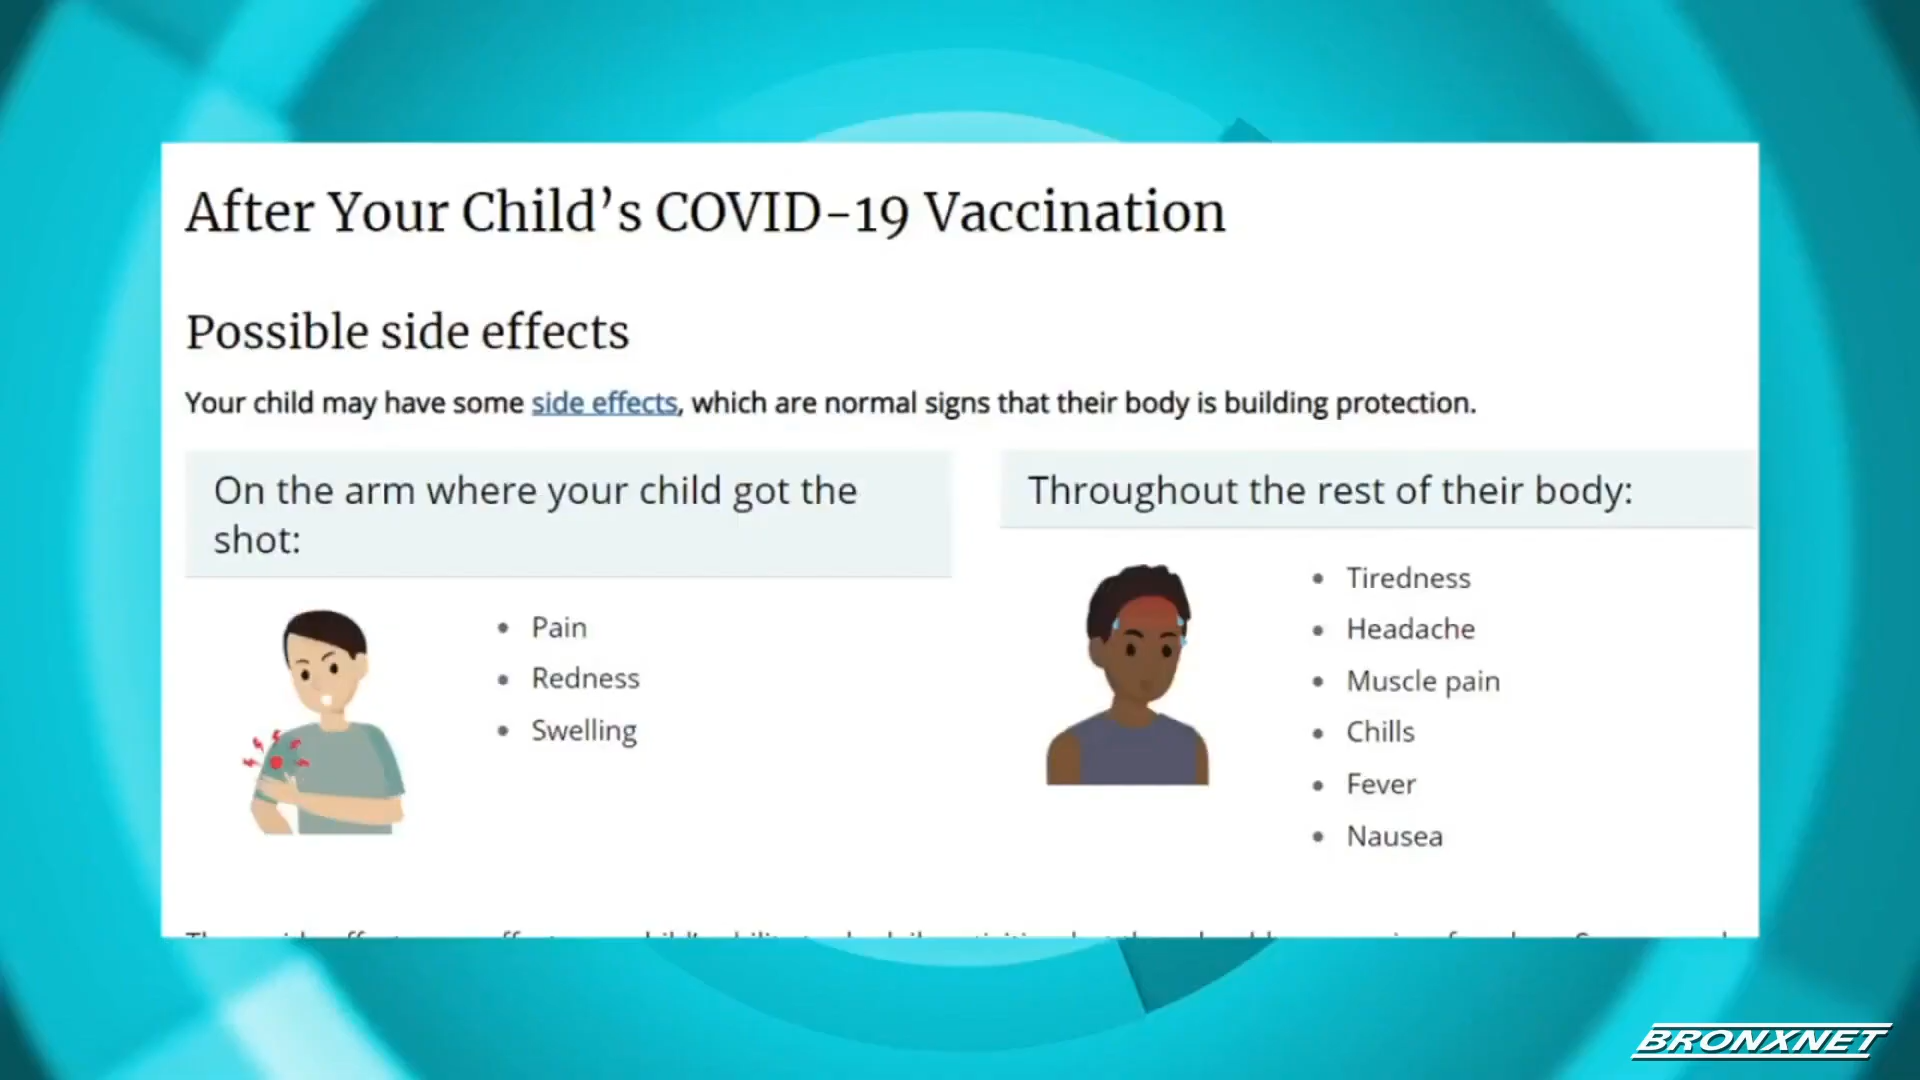 After Your Child's COVID-19 Vaccination
Possible side effects
Your child may have some side effects, which are normal signs that their body is building protection.
On the arm where your child got the
shot:
• Pain
• Redness
• Swelling
Throughout the rest of their body:
• Tiredness
• Headache
• Muscle pain
• Chills
• Fever
• Nausea
BRONXNET